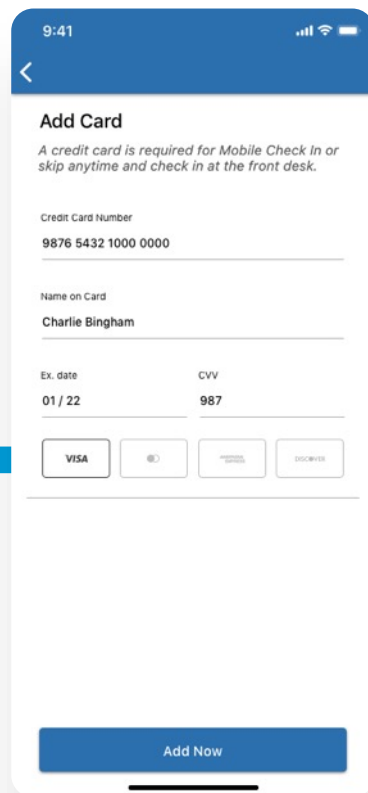 9:41
Add Card
A credit card is required for Mobile Check In or
skip anytime and check in at the front desk.
Credit Card Number
9876 5432 1000 0000
Name on Card
Charlie Bingham
Ex. date CVV
01 / 22 987
VISA AMERICAN EXPRESS DISCOVER
Add Now